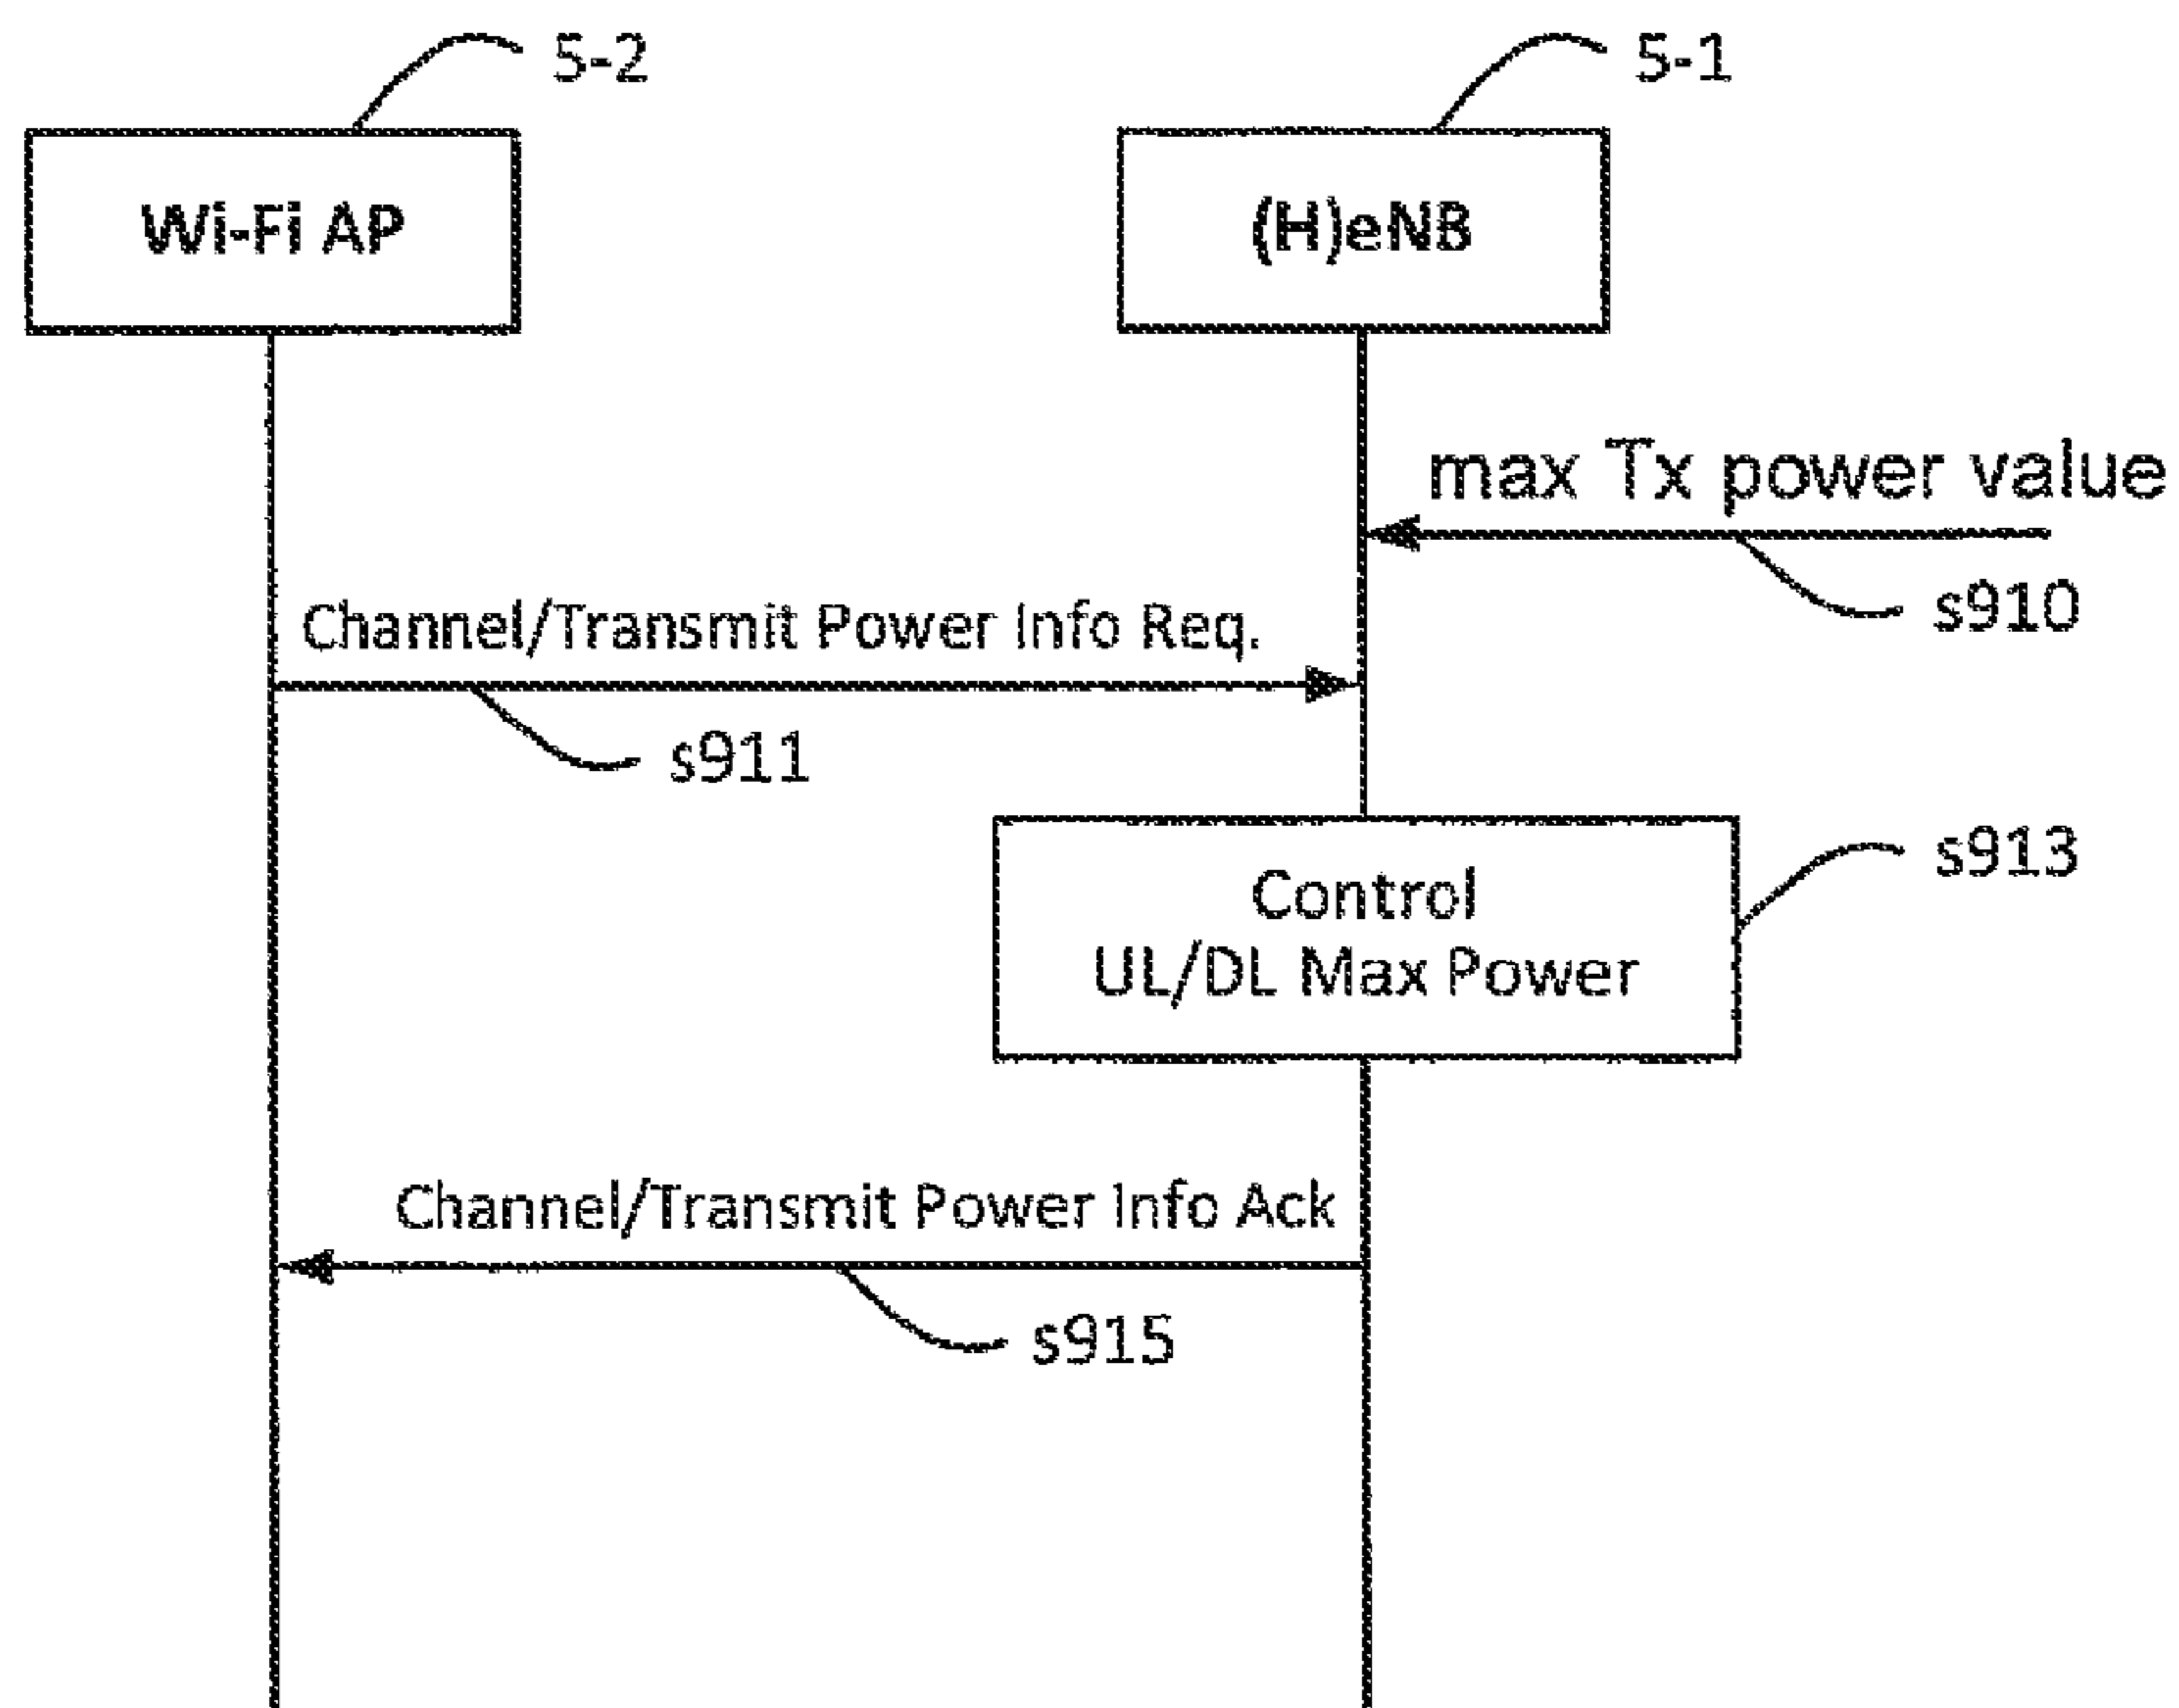 5-2
5-1
Wi-Fi AP
(H)eNB
max Tx power value
s910
Channel/Transmit Power Info Req.
s911
Control
UL/DL Max Power
s913
Channel/Transmit Power Info Ack
s915